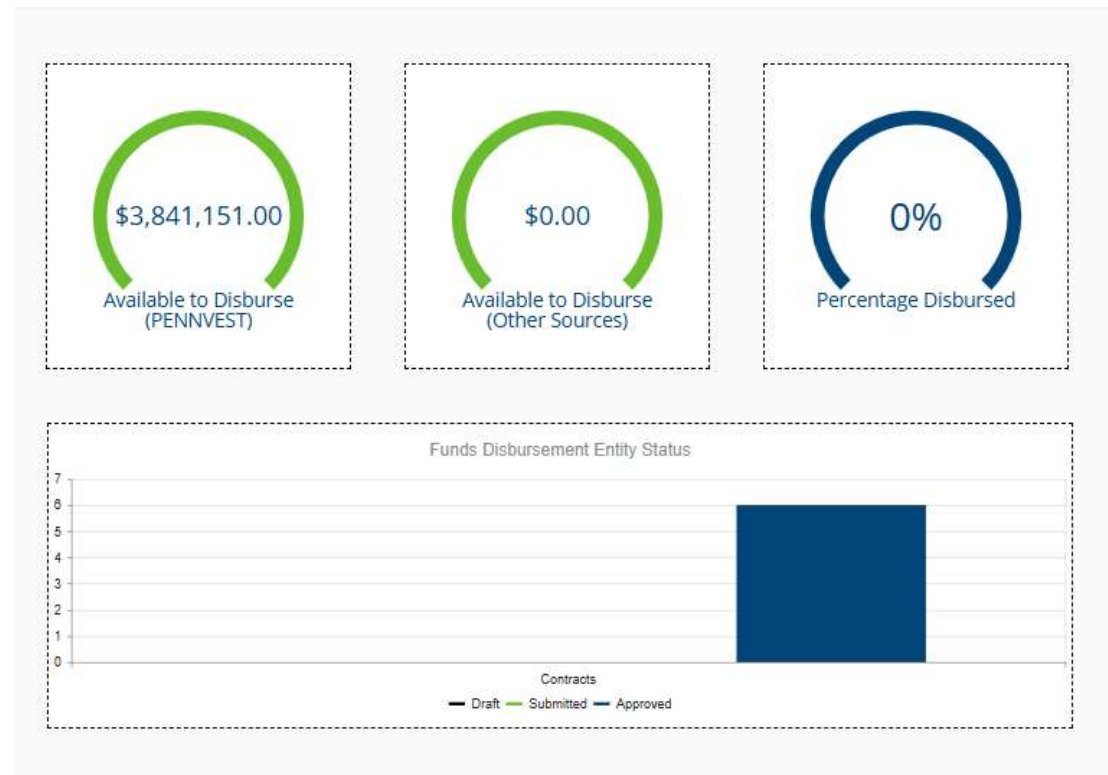 $3,841,151.00
Available to Disburse
(PENNVEST)
$0.00
Available to Disburse
(Other Sources)
0%
Percentage Disbursed
Funds Disbursement Entity Status
7
6
5
4
3
2
1
0
Contracts
Draft Submitted Approved